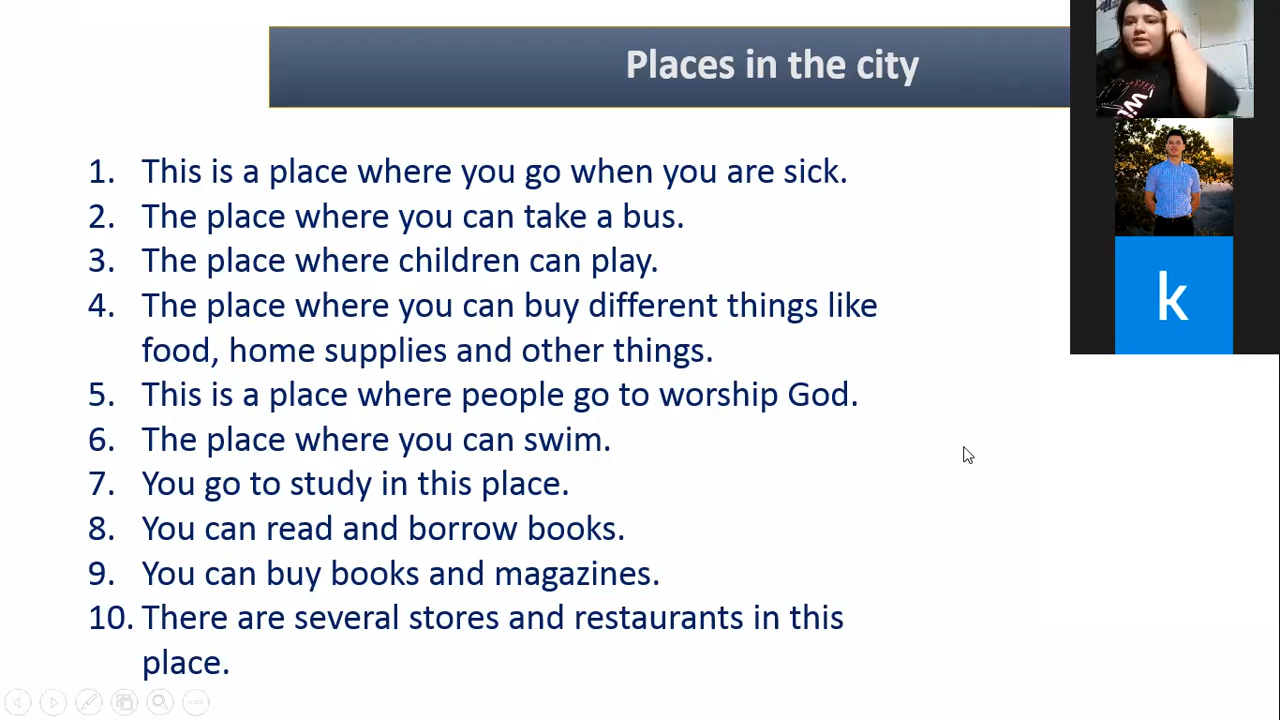 Places in the city
1. This is a place where you go when you are sick.
2. The place where you can take a bus.
3. The place where children can play.
4. The place where you can buy different things like
food, home supplies and other things.
5. This is a place where people go to worship God.
6. The place where you can swim.
7. You go to study in this place.
8. You can read and borrow books.
9. You can buy books and magazines.
10. There are several stores and restaurants in this
place.
k